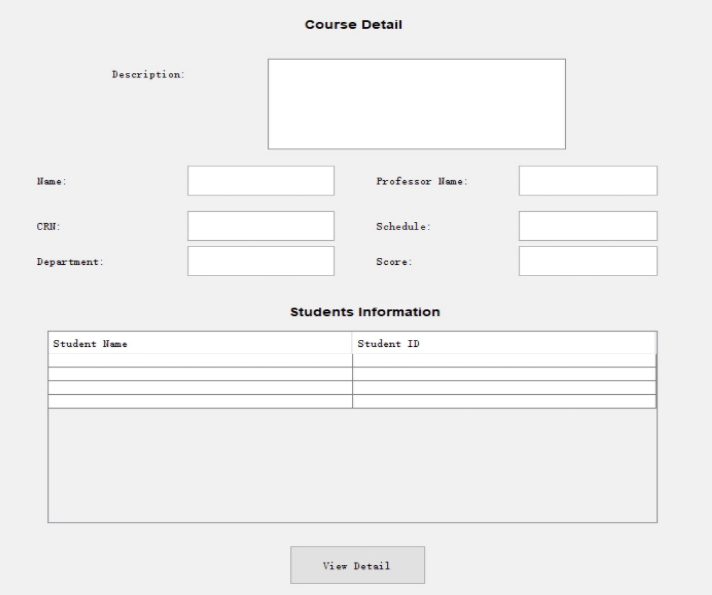 Course Detail
Description:
Name:
Professor Name:
CRN:
Schedule:
Department:
Score:
Students Information
Student Name
Student ID
View Detail